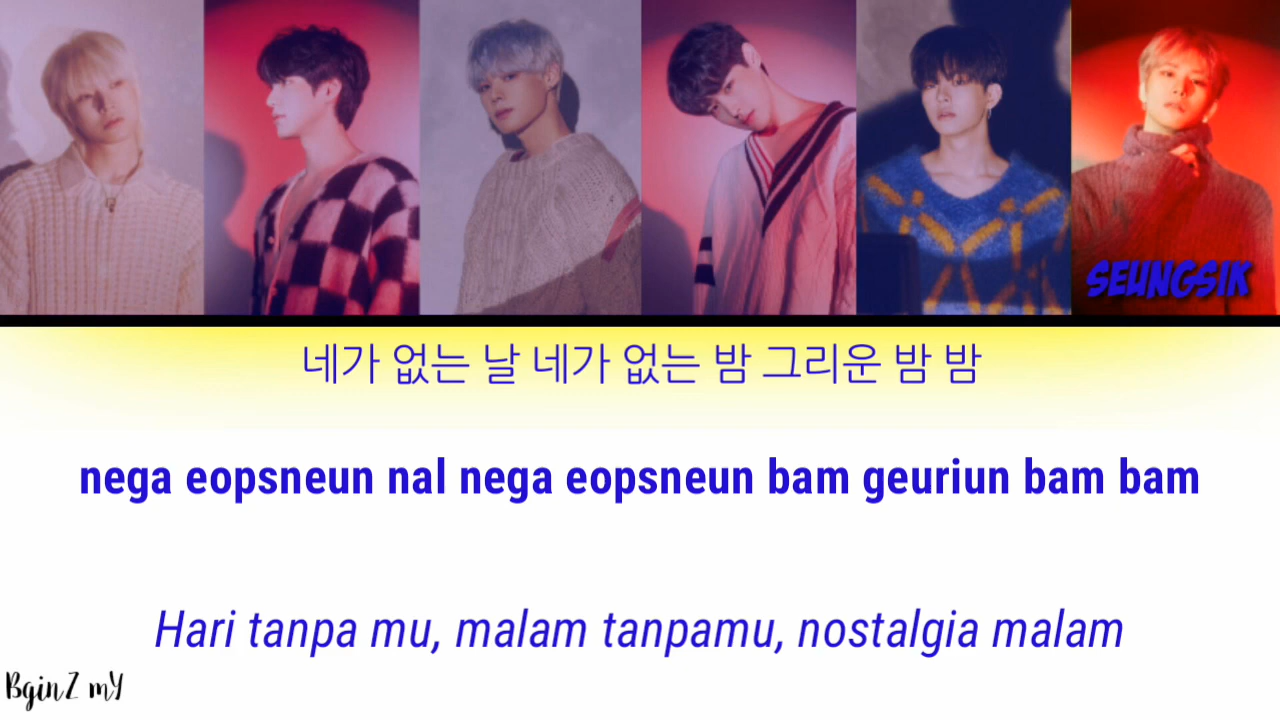 SEUNGSIK
네가 없는 날 네가 없는 밤 그리운 밤 밤
nega eopsneun nal nega eopsneun bam geuriun bam bam
Hari tanpa mu, malam tanpamu, nostalgia malam
BginZ mY